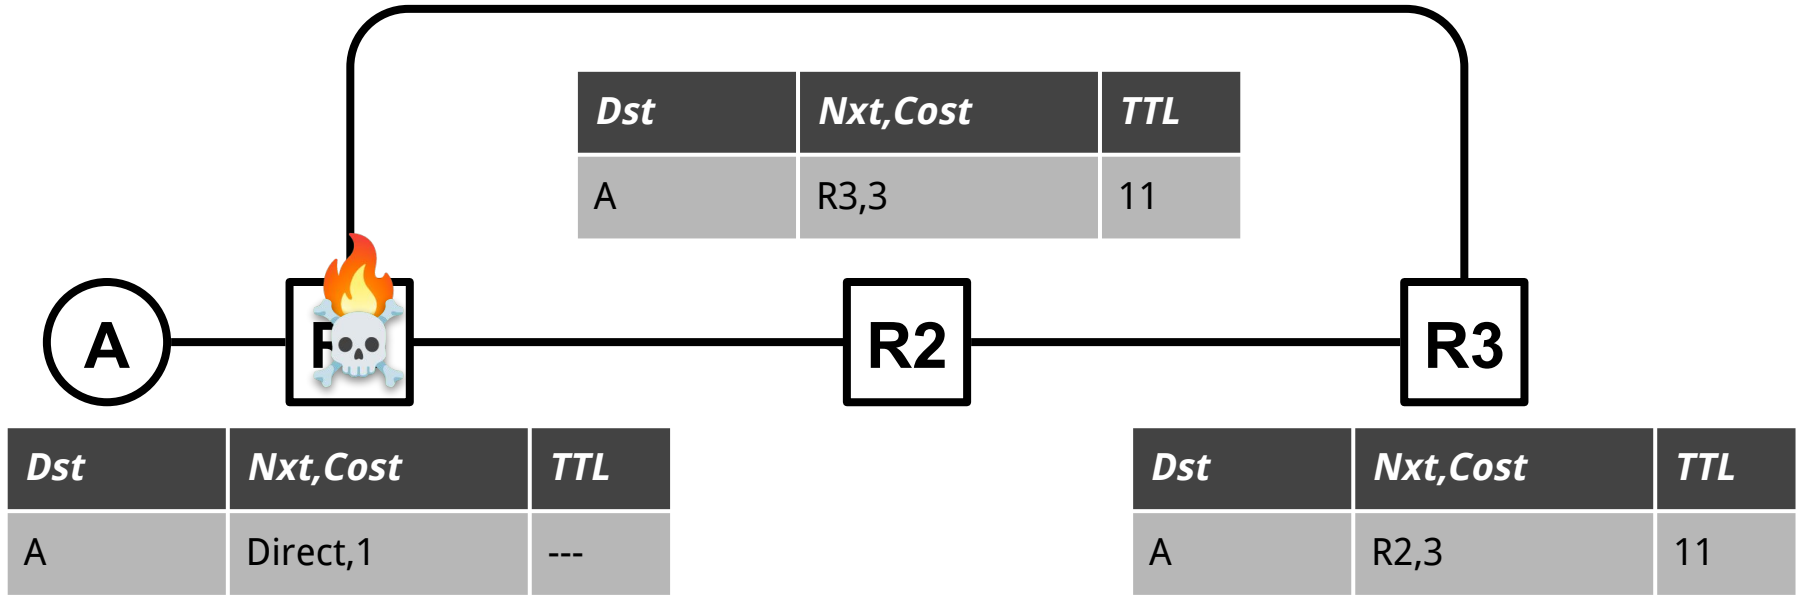 Dst Nxt,Cost TTL
A R3,3 11
A R2 R3
Dst Nxt,Cost TTL
A Direct,1 ---
Dst Nxt,Cost TTL
A R2,3 11